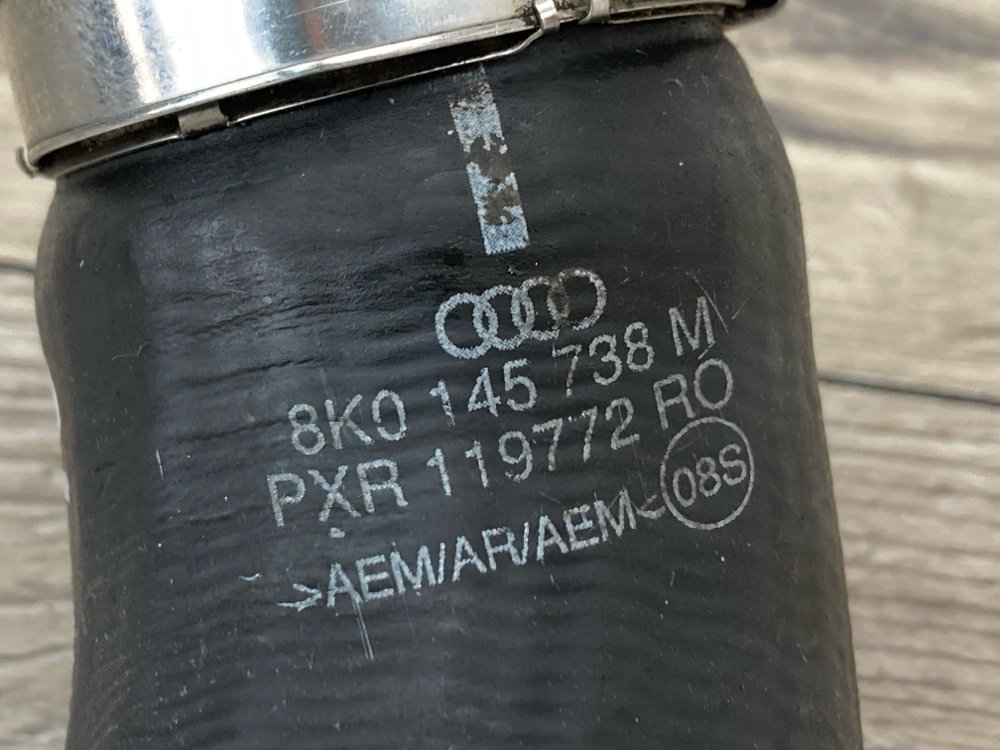 8K0 145 738 M
PXR 119772 RO
>AEM/AR/AEM< 08S